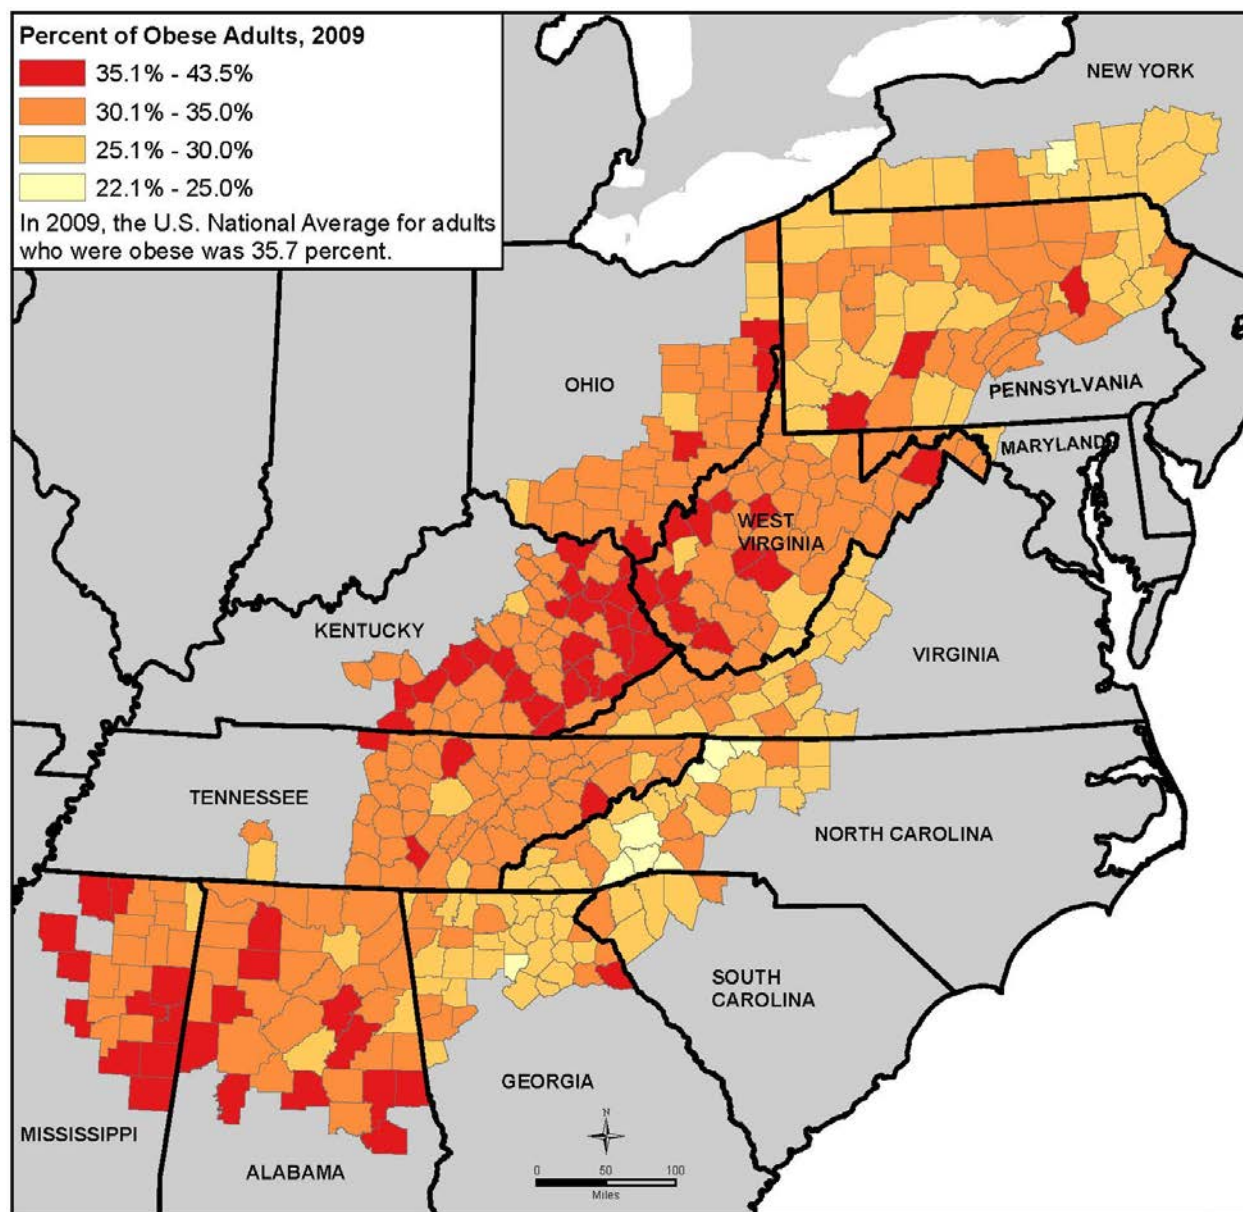 Percent of Obese Adults, 2009
35.1% - 43.5%
30.1% - 35.0%
25.1% - 30.0%
22.1% - 25.0%
In 2009, the U.S. National Average for adults
who were obese was 35.7 percent.
NEW YORK
OHIO
PENNSYLVANIA
MARYLAND
WEST
VIRGINIA
KENTUCKY
VIRGINIA
TENNESSEE
NORTH CAROLINA
SOUTH
CAROLINA
GEORGIA
MISSISSIPPI
ALABAMA
N
0 50 100
Miles